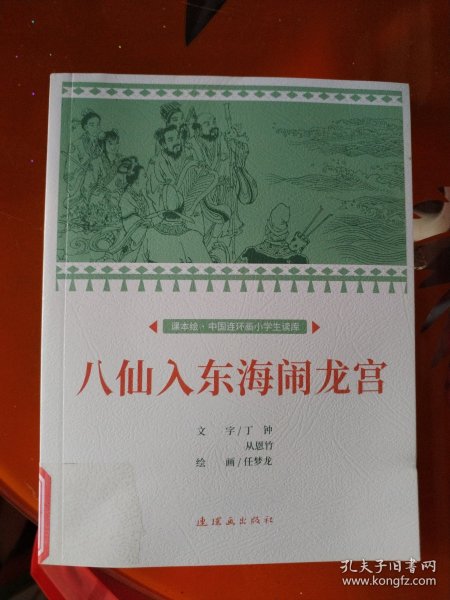 课本绘·中国连环画小学生读库
八仙入东海闹龙宫
文 字/丁 钟
从恩竹
绘 画/任梦龙
连环画出版社
孔夫子旧书网
www.kongfz.com